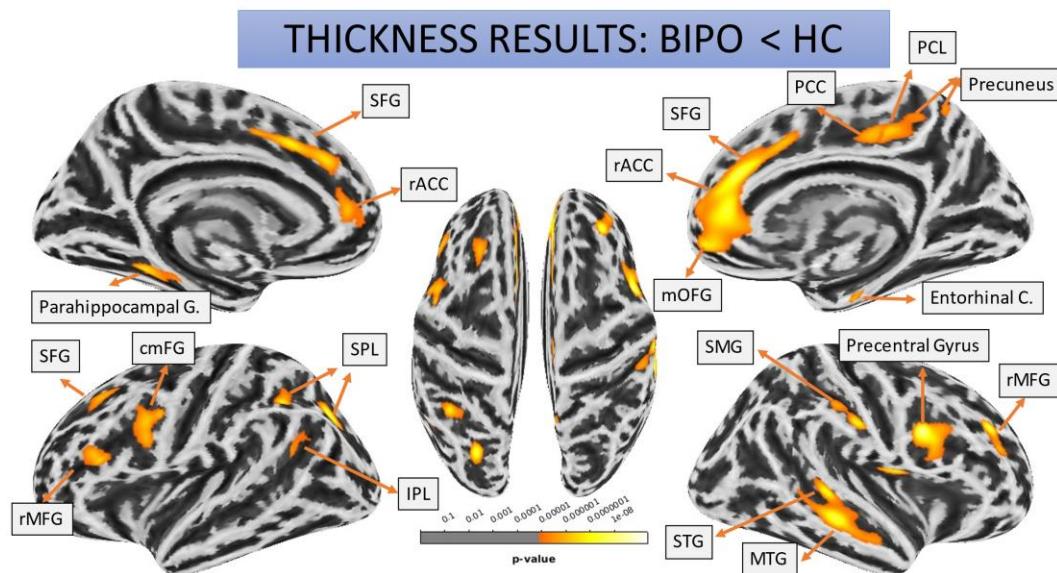 THICKNESS RESULTS: BIPO < HC
SFG
rACC
Parahippocampal G.
PCL
PCC
Precuneus
SFG
rACC
mOFG
Entorhinal C.
SFG
cmFG
SPL
rMFG
IPL
SMG
Precentral Gyrus
rMFG
STG
MTG
0.1
0.01
0.001
0.0001
0.00001
0.000001
0.0000001
1e-08
p-value